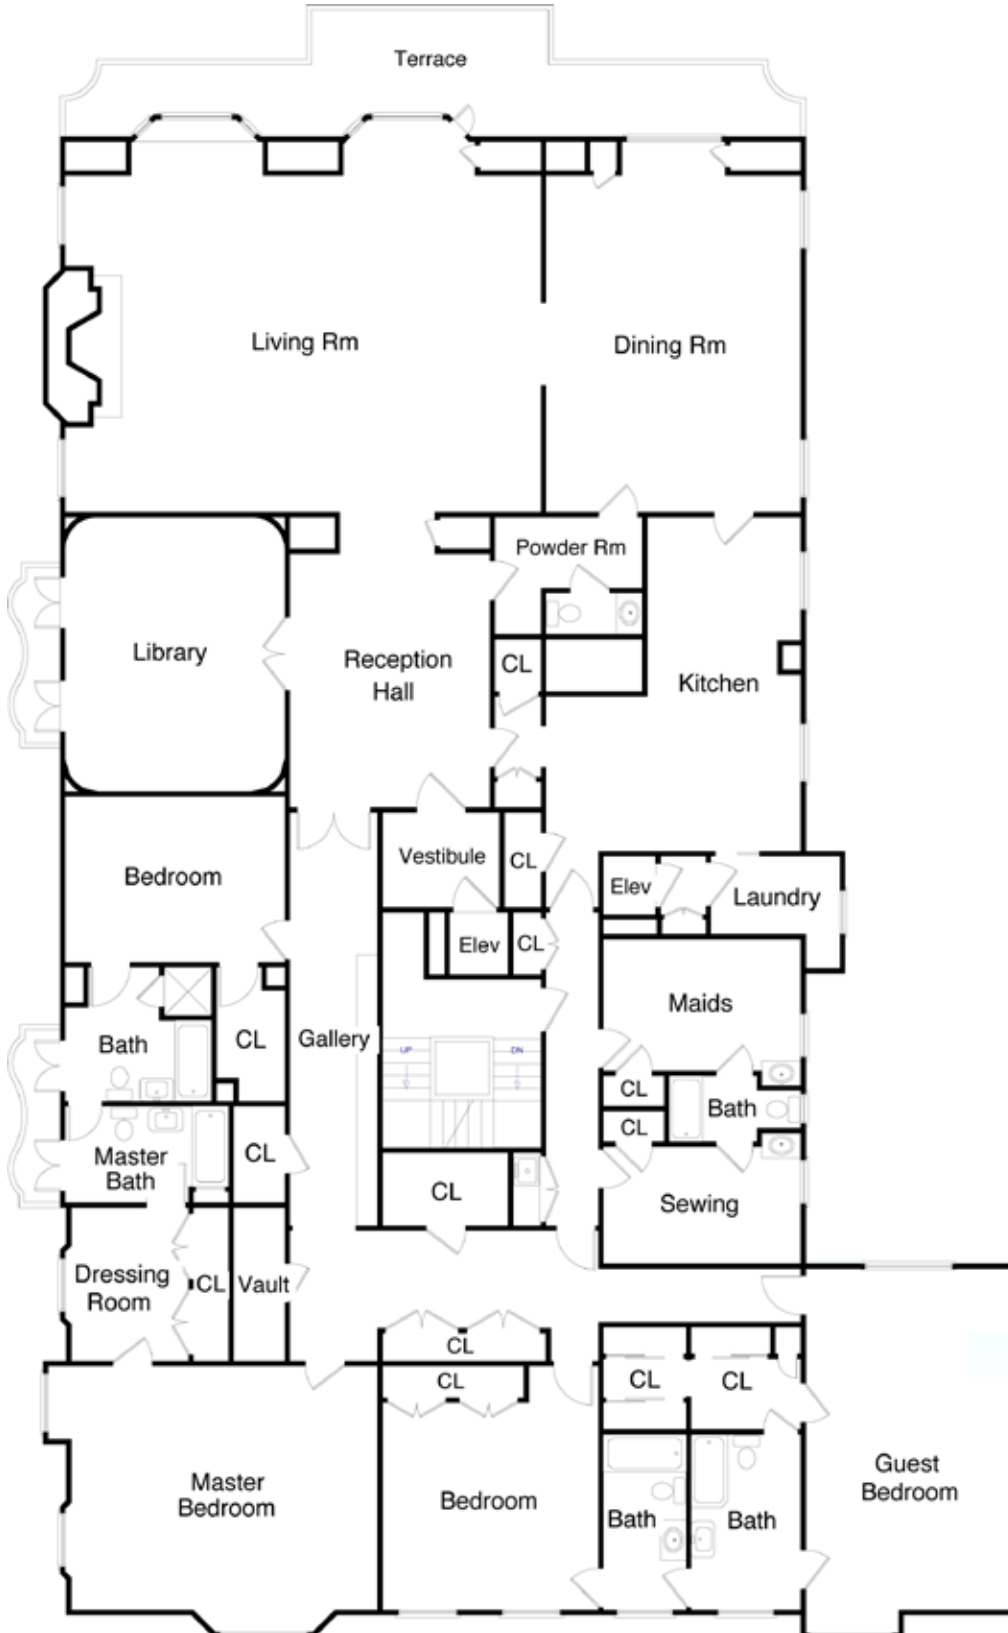 Terrace
Living Rm
Dining Rm
Powder Rm
Library
Reception
Hall
CL
Kitchen
Vestibule
CL
Bedroom
Elev
Laundry
Elev
CL
Maids
Bath
CL
Gallery
UP
DN
CL
Bath
CL
Master
Bath
CL
CL
Sewing
Dressing
Room
CL
Vault
CL
CL
CL
CL
Master
Bedroom
Bedroom
Bath
Bath
Guest
Bedroom